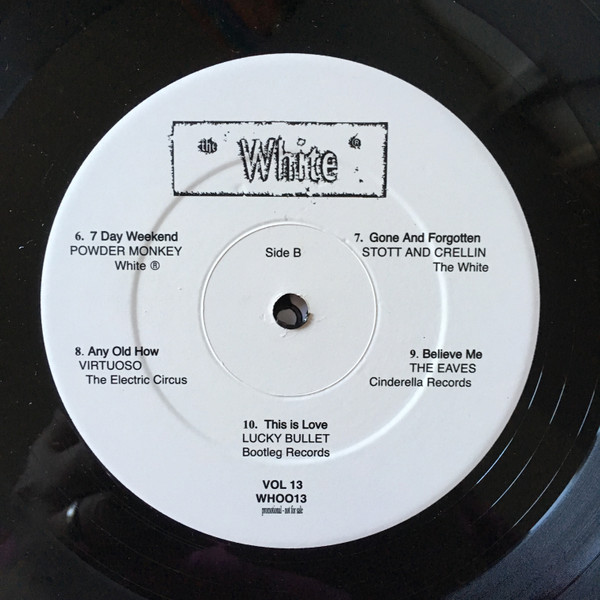 the White ®
Side B
6. 7 Day Weekend
POWDER MONKEY
White ®
7. Gone And Forgotten
STOTT AND CRELLIN
The White
8. Any Old How
VIRTUOSO
The Electric Circus
9. Believe Me
THE EAVES
Cinderella Records
10. This is Love
LUCKY BULLET
Bootleg Records
VOL 13
WHOO13
promotional - not for sale